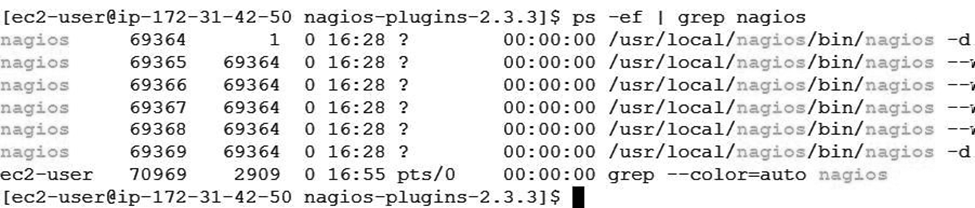 [ec2-user@ip-172-31-42-50 nagios-plugins-2.3.3]$ ps -ef | grep nagios
nagios     69364       1  0 16:28 ?        00:00:00 /usr/local/nagios/bin/nagios -d
nagios     69365   69364  0 16:28 ?        00:00:00 /usr/local/nagios/bin/nagios --w
nagios     69366   69364  0 16:28 ?        00:00:00 /usr/local/nagios/bin/nagios --w
nagios     69367   69364  0 16:28 ?        00:00:00 /usr/local/nagios/bin/nagios --w
nagios     69368   69364  0 16:28 ?        00:00:00 /usr/local/nagios/bin/nagios --w
nagios     69369   69364  0 16:28 ?        00:00:00 /usr/local/nagios/bin/nagios -d
ec2-user   70969    2909  0 16:55 pts/0    00:00:00 grep --color=auto nagios
[ec2-user@ip-172-31-42-50 nagios-plugins-2.3.3]$